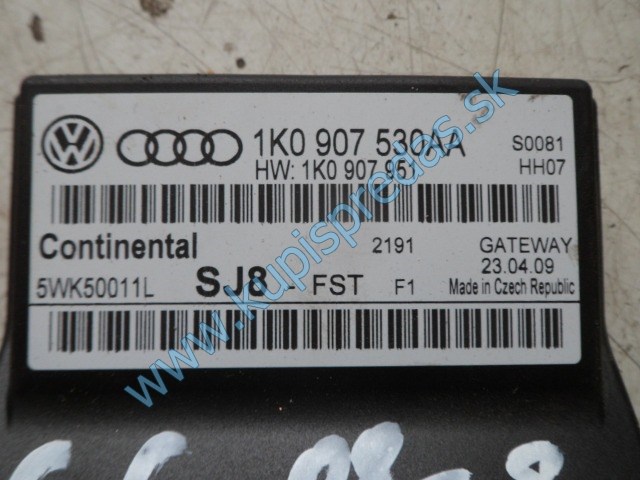 1K0 907 530AA S0081
HW: 1K0 907 951 HH07
Continental 2191 GATEWAY
5WK50011L SJ8 - FST F1 23.04.09
Made in Czech Republic
www.kupispredas.sk